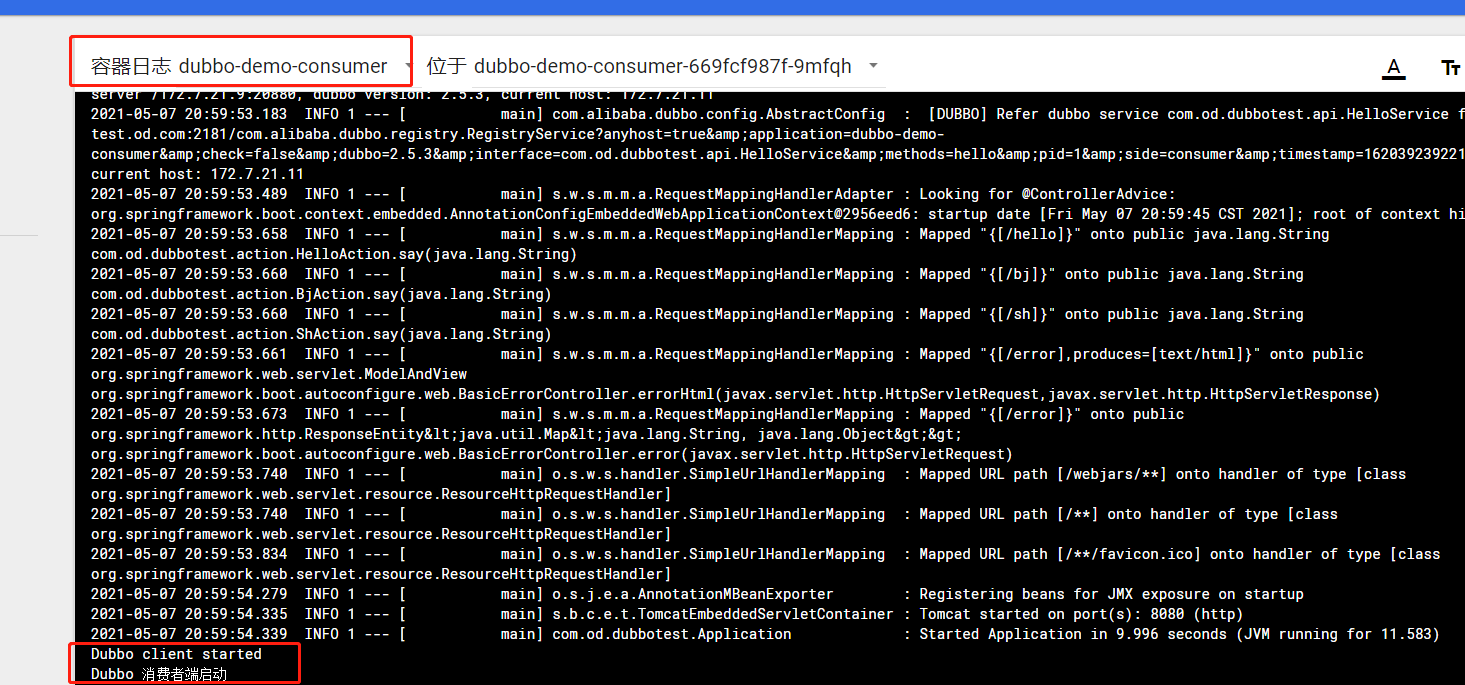 容器日志 dubbo-demo-consumer 位于 dubbo-demo-consumer-669fcf987f-9mfqh A TT
server /172.7.21.9:20880, dubbo version: 2.5.3, current host: 172.7.21.11
2021-05-07 20:59:53.183 INFO 1 --- [ main] com.alibaba.dubbo.config.AbstractConfig : [DUBBO] Refer dubbo service com.od.dubbotest.api.HelloService f
test.od.com:2181/com.alibaba.dubbo.registry.RegistryService?anyhost=true&amp;application=dubbo-demo-
consumer&amp;check=false&amp;dubbo=2.5.3&amp;interface=com.od.dubbotest.api.HelloService&amp;methods=hello&amp;pid=1&amp;side=consumer&amp;timestamp=162039239221
current host: 172.7.21.11
2021-05-07 20:59:53.489 INFO 1 --- [ main] s.w.s.m.m.a.RequestMappingHandlerAdapter : Looking for @ControllerAdvice:
org.springframework.boot.context.embedded.AnnotationConfigEmbeddedWebApplicationContext@2956eed6: startup date [Fri May 07 20:59:45 CST 2021]; root of context hi
2021-05-07 20:59:53.658 INFO 1 --- [ main] s.w.s.m.m.a.RequestMappingHandlerMapping : Mapped "{[/hello]}" onto public java.lang.String
com.od.dubbotest.action.HelloAction.say(java.lang.String)
2021-05-07 20:59:53.660 INFO 1 --- [ main] s.w.s.m.m.a.RequestMappingHandlerMapping : Mapped "{[/bj]}" onto public java.lang.String
com.od.dubbotest.action.BjAction.say(java.lang.String)
2021-05-07 20:59:53.660 INFO 1 --- [ main] s.w.s.m.m.a.RequestMappingHandlerMapping : Mapped "{[/sh]}" onto public java.lang.String
com.od.dubbotest.action.ShAction.say(java.lang.String)
2021-05-07 20:59:53.661 INFO 1 --- [ main] s.w.s.m.m.a.RequestMappingHandlerMapping : Mapped "{[/error],produces=[text/html]}" onto public
org.springframework.web.servlet.ModelAndView
org.springframework.boot.autoconfigure.web.BasicErrorController.errorHtml(javax.servlet.http.HttpServletRequest,javax.servlet.http.HttpServletResponse)
2021-05-07 20:59:53.673 INFO 1 --- [ main] s.w.s.m.m.a.RequestMappingHandlerMapping : Mapped "{[/error]}" onto public
org.springframework.http.ResponseEntity&lt;java.util.Map&lt;java.lang.String, java.lang.Object&gt;&gt;
org.springframework.boot.autoconfigure.web.BasicErrorController.error(javax.servlet.http.HttpServletRequest)
2021-05-07 20:59:53.740 INFO 1 --- [ main] o.s.w.s.handler.SimpleUrlHandlerMapping : Mapped URL path [/webjars/**] onto handler of type [class
org.springframework.web.servlet.resource.ResourceHttpRequestHandler]
2021-05-07 20:59:53.740 INFO 1 --- [ main] o.s.w.s.handler.SimpleUrlHandlerMapping : Mapped URL path [/**] onto handler of type [class
org.springframework.web.servlet.resource.ResourceHttpRequestHandler]
2021-05-07 20:59:53.834 INFO 1 --- [ main] o.s.w.s.handler.SimpleUrlHandlerMapping : Mapped URL path [/**/favicon.ico] onto handler of type [class
org.springframework.web.servlet.resource.ResourceHttpRequestHandler]
2021-05-07 20:59:54.279 INFO 1 --- [ main] o.s.j.e.a.AnnotationMBeanExporter : Registering beans for JMX exposure on startup
2021-05-07 20:59:54.335 INFO 1 --- [ main] s.b.c.e.t.TomcatEmbeddedServletContainer : Tomcat started on port(s): 8080 (http)
2021-05-07 20:59:54.339 INFO 1 --- [ main] com.od.dubbotest.Application : Started Application in 9.996 seconds (JVM running for 11.583)
Dubbo client started
Dubbo 消费者端启动